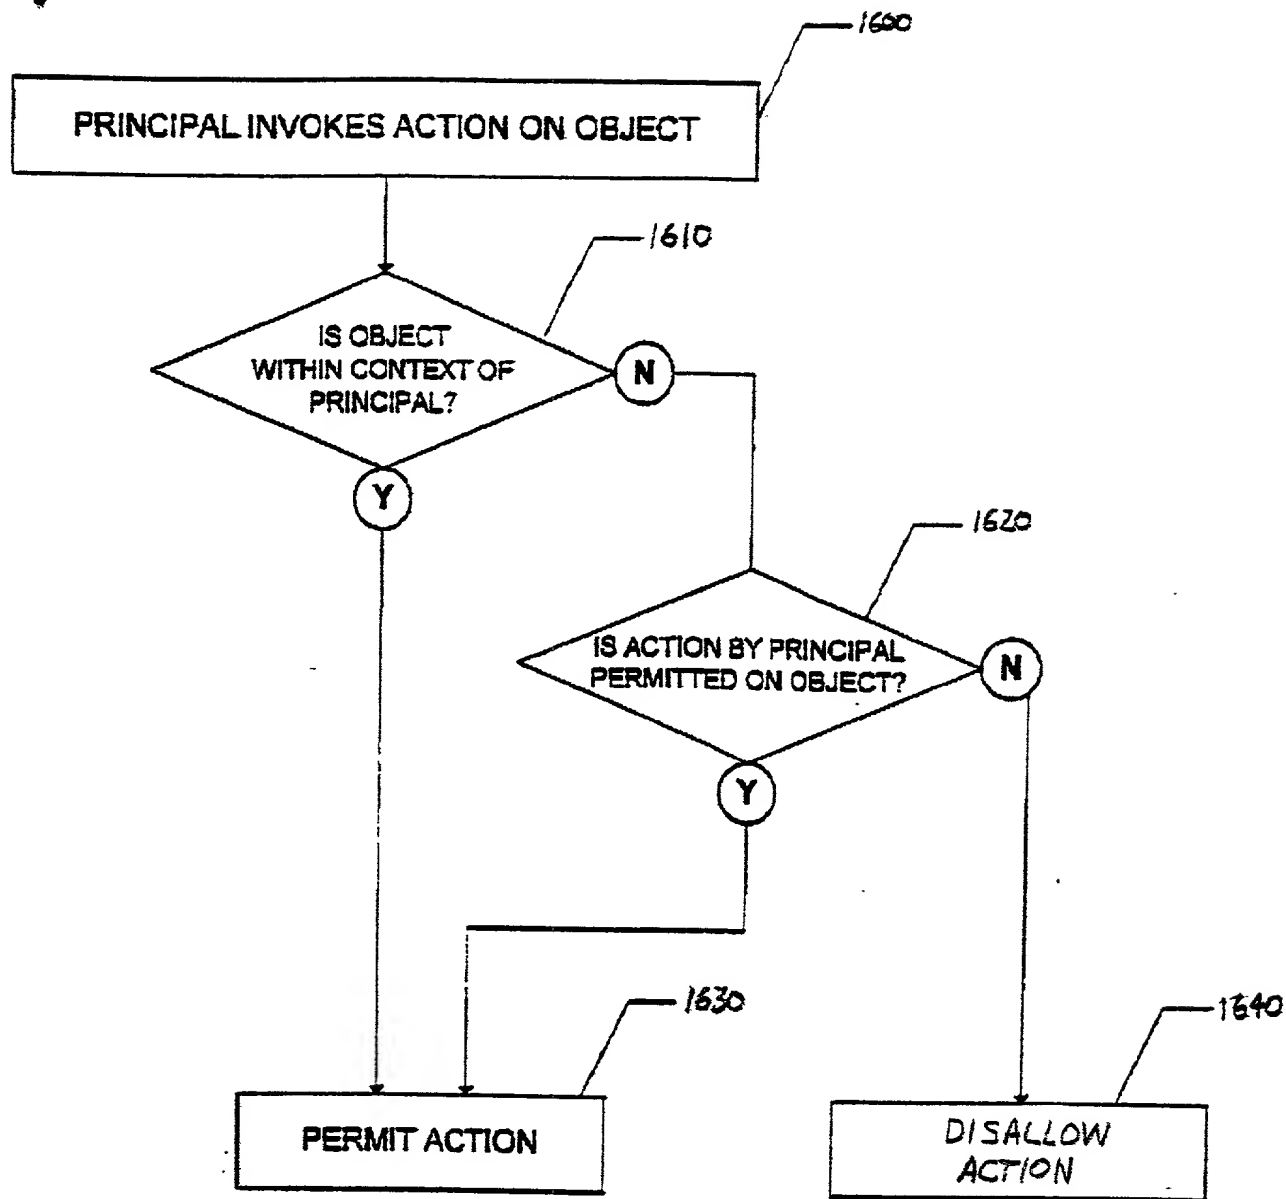 1600
PRINCIPAL INVOKES ACTION ON OBJECT
1610
IS OBJECT
WITHIN CONTEXT OF
PRINCIPAL?
N
Y
1620
IS ACTION BY PRINCIPAL
PERMITTED ON OBJECT?
N
Y
1630
1640
PERMIT ACTION
DISALLOW
ACTION